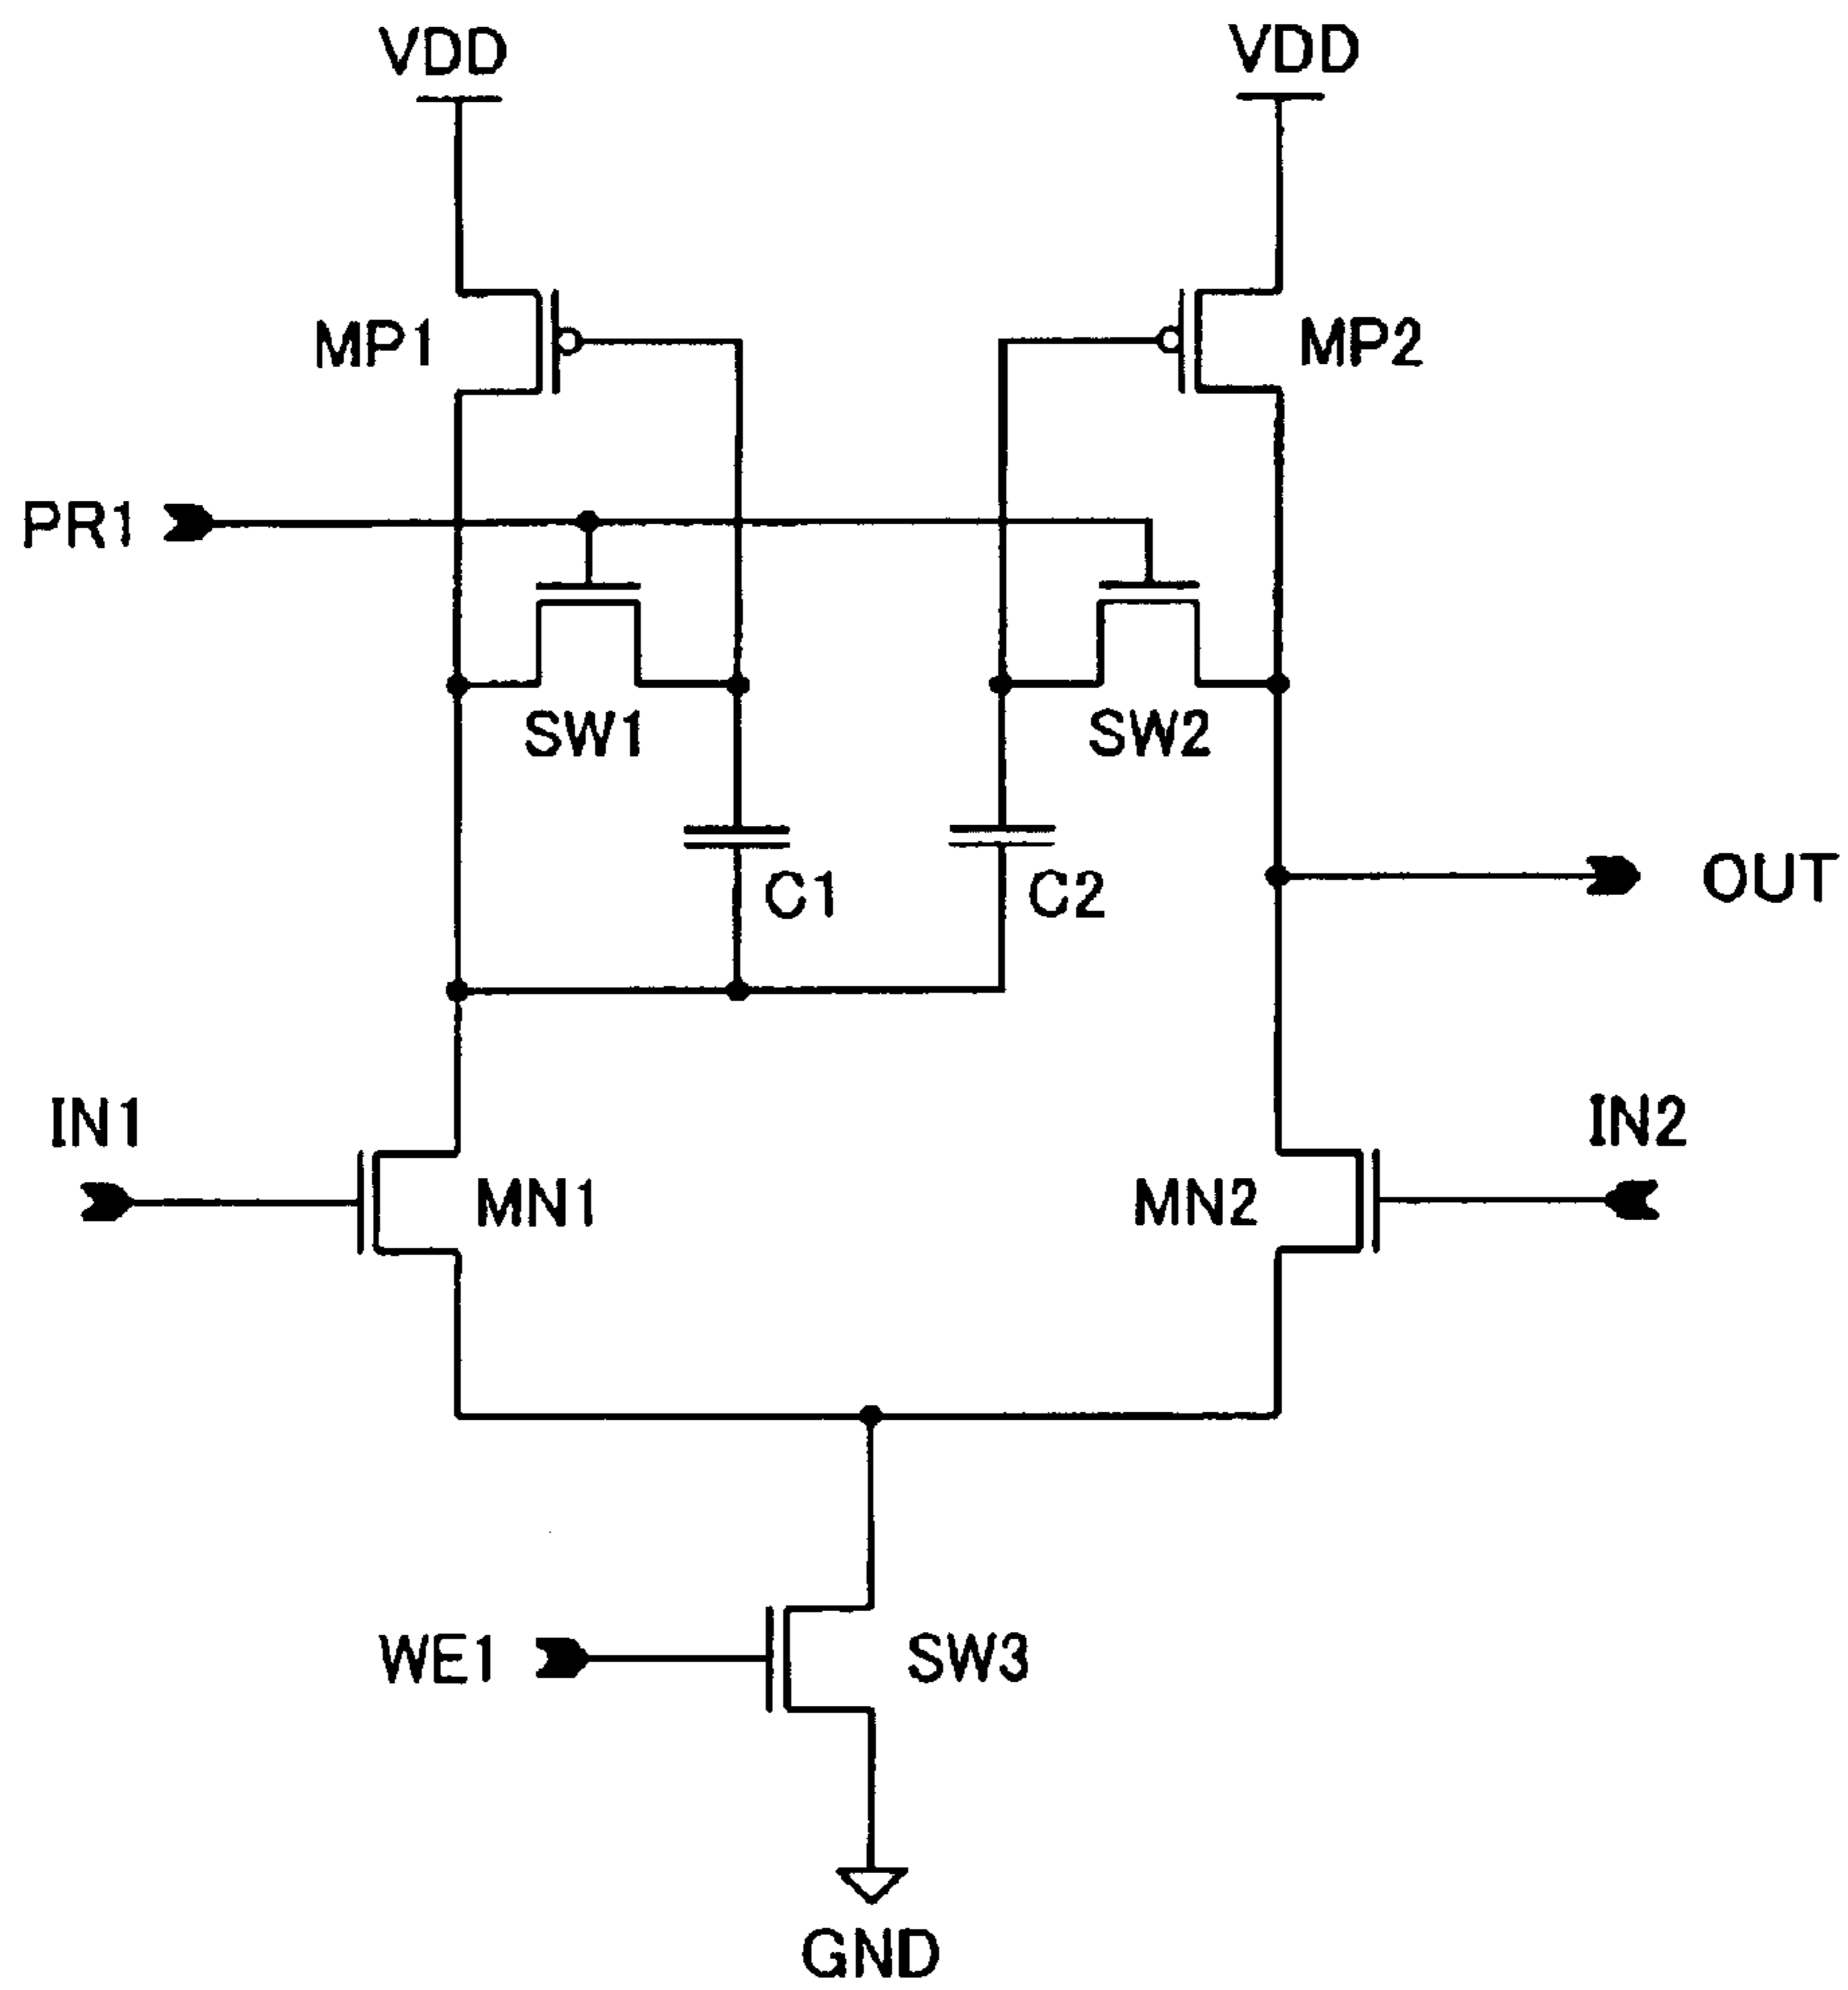 VDD VDD
MP1 MP2
PR1
SW1 SW2
C1 C2 OUT
IN1 IN2
MN1 MN2
WE1 SW3
GND